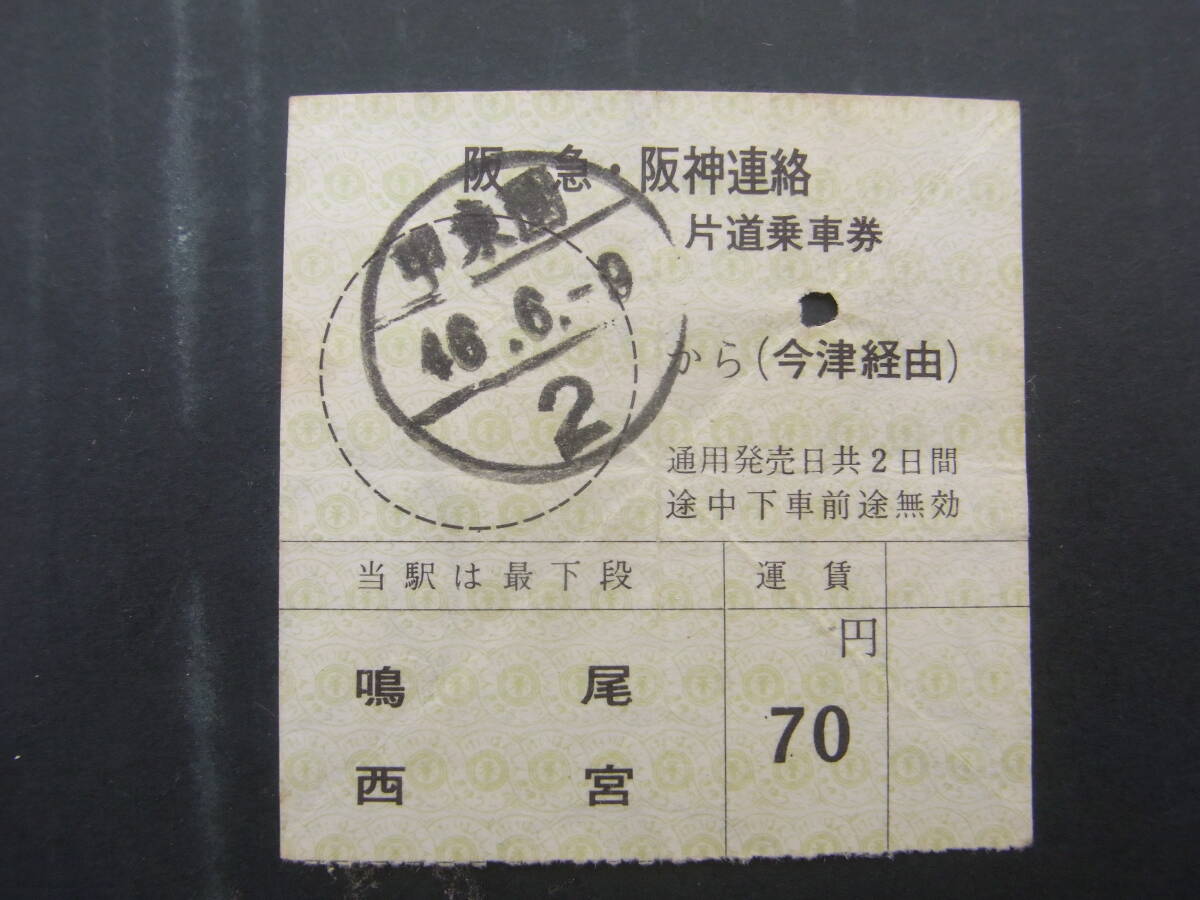 阪急・阪神連絡
片道乗車券
甲東園
46.6.-9
2
から(今津経由)
通用発売日共2日間
途中下車前途無効
当駅は最下段 運賃
円
鳴尾
70
西宮